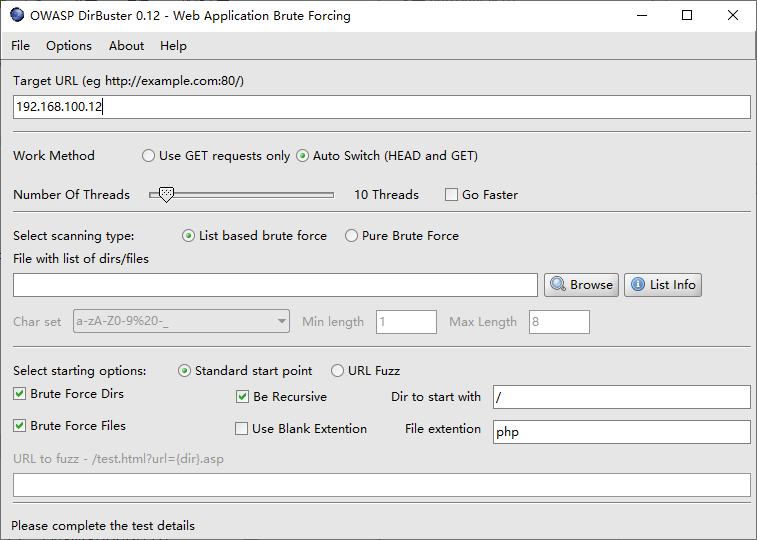 OWASP DirBuster 0.12 - Web Application Brute Forcing
File Options About Help
Target URL (eg http://example.com:80/)
192.168.100.12
Work Method Use GET requests only Auto Switch (HEAD and GET)
Number Of Threads 10 Threads Go Faster
Select scanning type: List based brute force Pure Brute Force
File with list of dirs/files
Browse List Info
Char set a-zA-Z0-9%20-_ Min length 1 Max Length 8
Select starting options: Standard start point URL Fuzz
Brute Force Dirs Be Recursive Dir to start with /
Brute Force Files Use Blank Extention File extention php
URL to fuzz - /test.html?url={dir}.asp
Please complete the test details